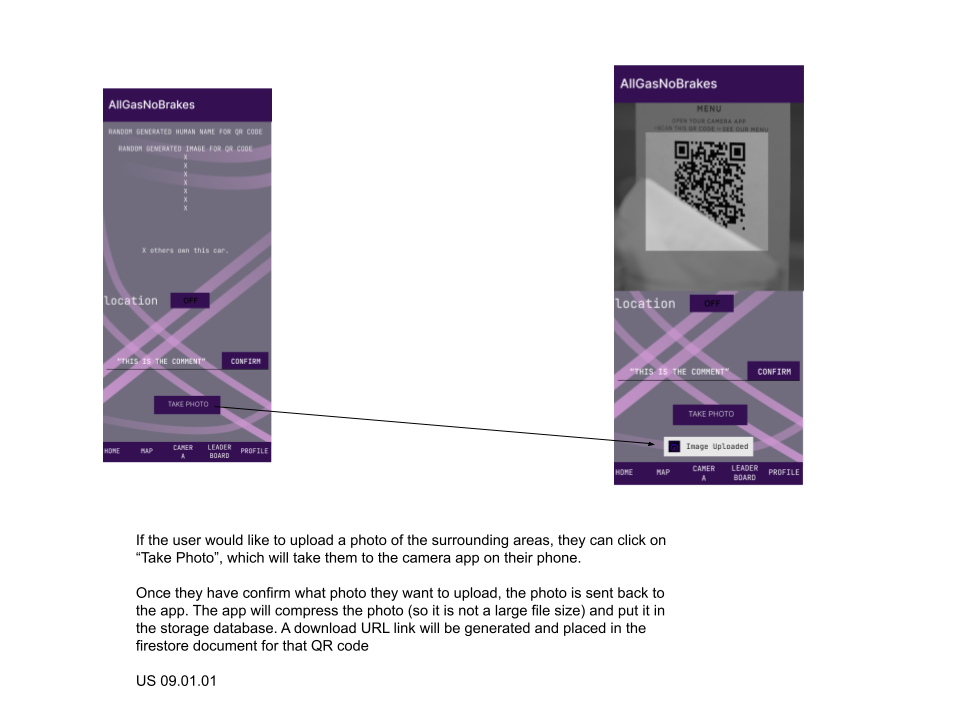 AllGasNoBrakes
RANDOM GENERATED HUMAN NAME FOR QR CODE
RANDOM GENERATED IMAGE FOR QR CODE
X
X
X
X
X
X
X
X others own this car.
location OFF
"THIS IS THE COMMENT" CONFIRM
TAKE PHOTO
HOME MAP CAMER
A LEADER
BOARD PROFILE
AllGasNoBrakes
MENU
OPEN YOUR CAMERA APP
SCAN THIS QR CODE TO SEE OUR MENU
location OFF
"THIS IS THE COMMENT" CONFIRM
TAKE PHOTO
Image Uploaded
HOME MAP CAMER
A LEADER
BOARD PROFILE
If the user would like to upload a photo of the surrounding areas, they can click on
“Take Photo”, which will take them to the camera app on their phone.
Once they have confirm what photo they want to upload, the photo is sent back to
the app. The app will compress the photo (so it is not a large file size) and put it in
the storage database. A download URL link will be generated and placed in the
firestore document for that QR code
US 09.01.01